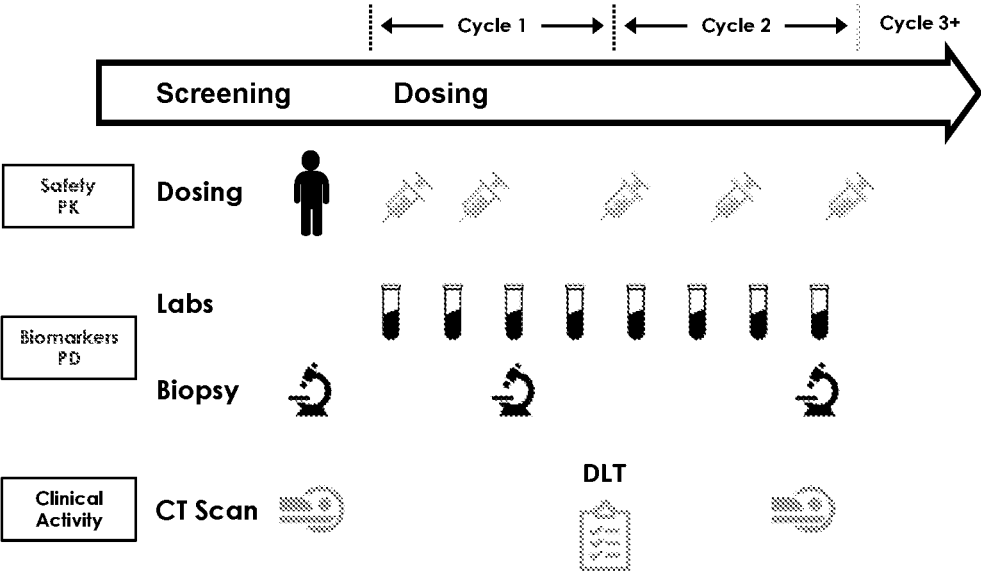 Cycle 1
Cycle 2
Cycle 3+
Screening
Dosing
Safety
PK
Dosing
Labs
Biomarkers
PD
Biopsy
DLT
Clinical
Activity
CT Scan